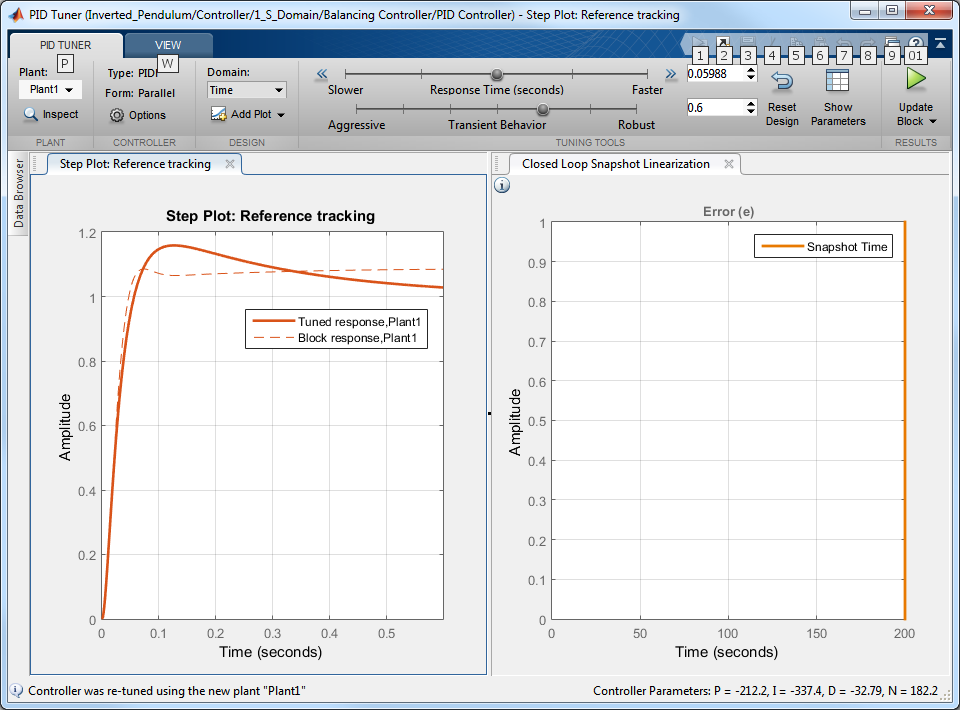 PID Tuner (Inverted_Pendulum/Controller/1_S_Domain/Balancing Controller/PID Controller) - Step Plot: Reference tracking
PID TUNER
VIEW
P
W
1 2 3 4 5 6 7 8 9 01
Plant:
Plant1
Inspect
PLANT
Type: PIDF
Form: Parallel
Options
CONTROLLER
Domain:
Time
Add Plot
DESIGN
Slower
Response Time (seconds)
Faster
0.05988
Aggressive
Transient Behavior
Robust
0.6
Reset
Design
Show
Parameters
TUNING TOOLS
Update
Block
RESULTS
Data Browser
Step Plot: Reference tracking
Step Plot: Reference tracking
1.2
1
0.8
0.6
0.4
0.2
0
Amplitude
Tuned response,Plant1
Block response,Plant1
0 0.1 0.2 0.3 0.4 0.5
Time (seconds)
Closed Loop Snapshot Linearization
Error (e)
1
0.9
0.8
0.7
0.6
0.5
0.4
0.3
0.2
0.1
0
Amplitude
Snapshot Time
0 50 100 150 200
Time (seconds)
Controller was re-tuned using the new plant "Plant1"
Controller Parameters: P = -212.2, I = -337.4, D = -32.79, N = 182.2